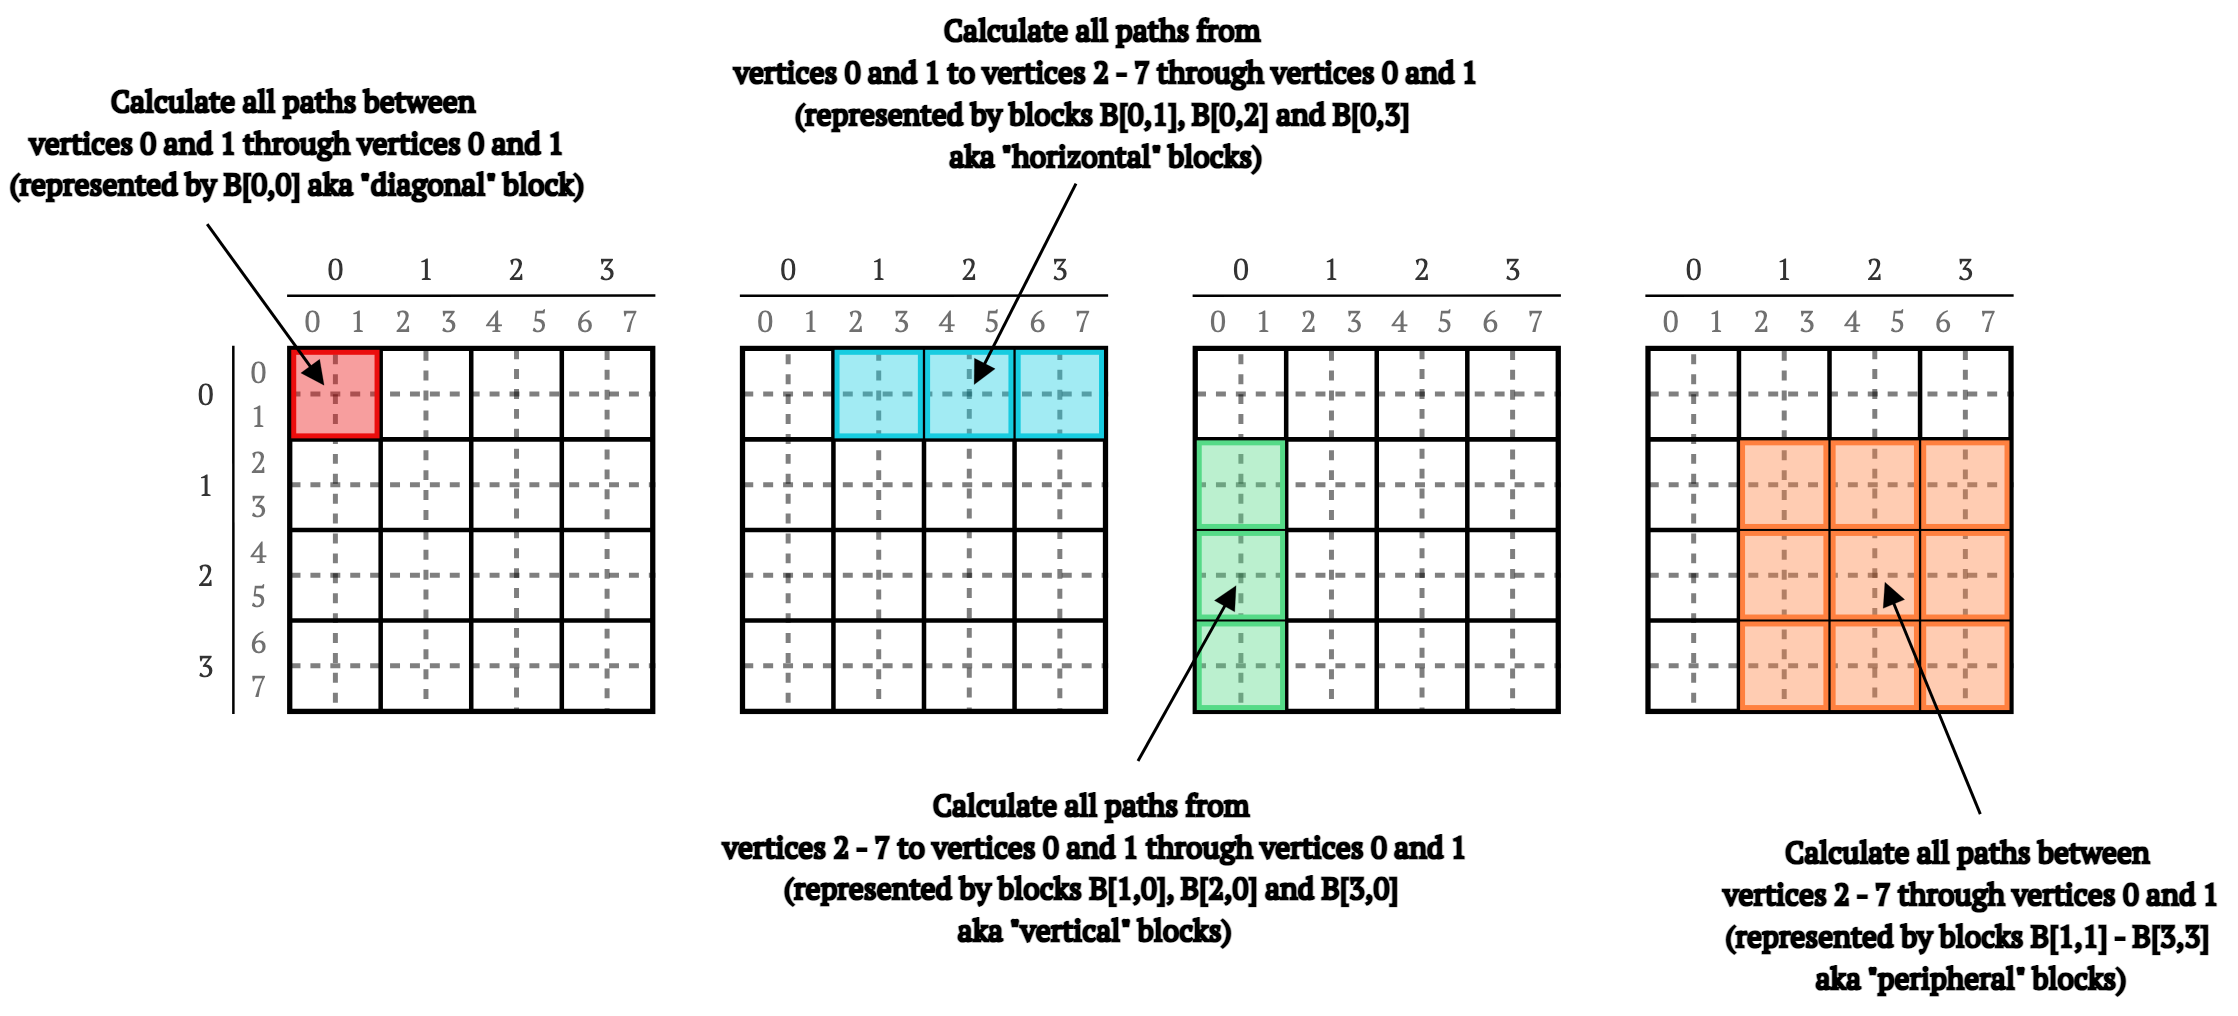 Calculate all paths from
vertices 0 and 1 to vertices 2 - 7 through vertices 0 and 1
(represented by blocks B[0,1], B[0,2] and B[0,3]
aka "horizontal" blocks)
Calculate all paths between
vertices 0 and 1 through vertices 0 and 1
(represented by B[0,0] aka "diagonal" block)
0 1 2 3
0 1 2 3 4 5 6 7
0 1 2 3
0 1 2 3 4 5 6 7
0 1 2 3
0 1 2 3 4 5 6 7
0 1 2 3
0 1 2 3 4 5 6 7
0
0
1
1
2
3
2
4
5
3
6
7
Calculate all paths from
vertices 2 - 7 to vertices 0 and 1 through vertices 0 and 1
(represented by blocks B[1,0], B[2,0] and B[3,0]
aka "vertical" blocks)
Calculate all paths between
vertices 2 - 7 through vertices 0 and 1
(represented by blocks B[1,1] - B[3,3]
aka "peripheral" blocks)